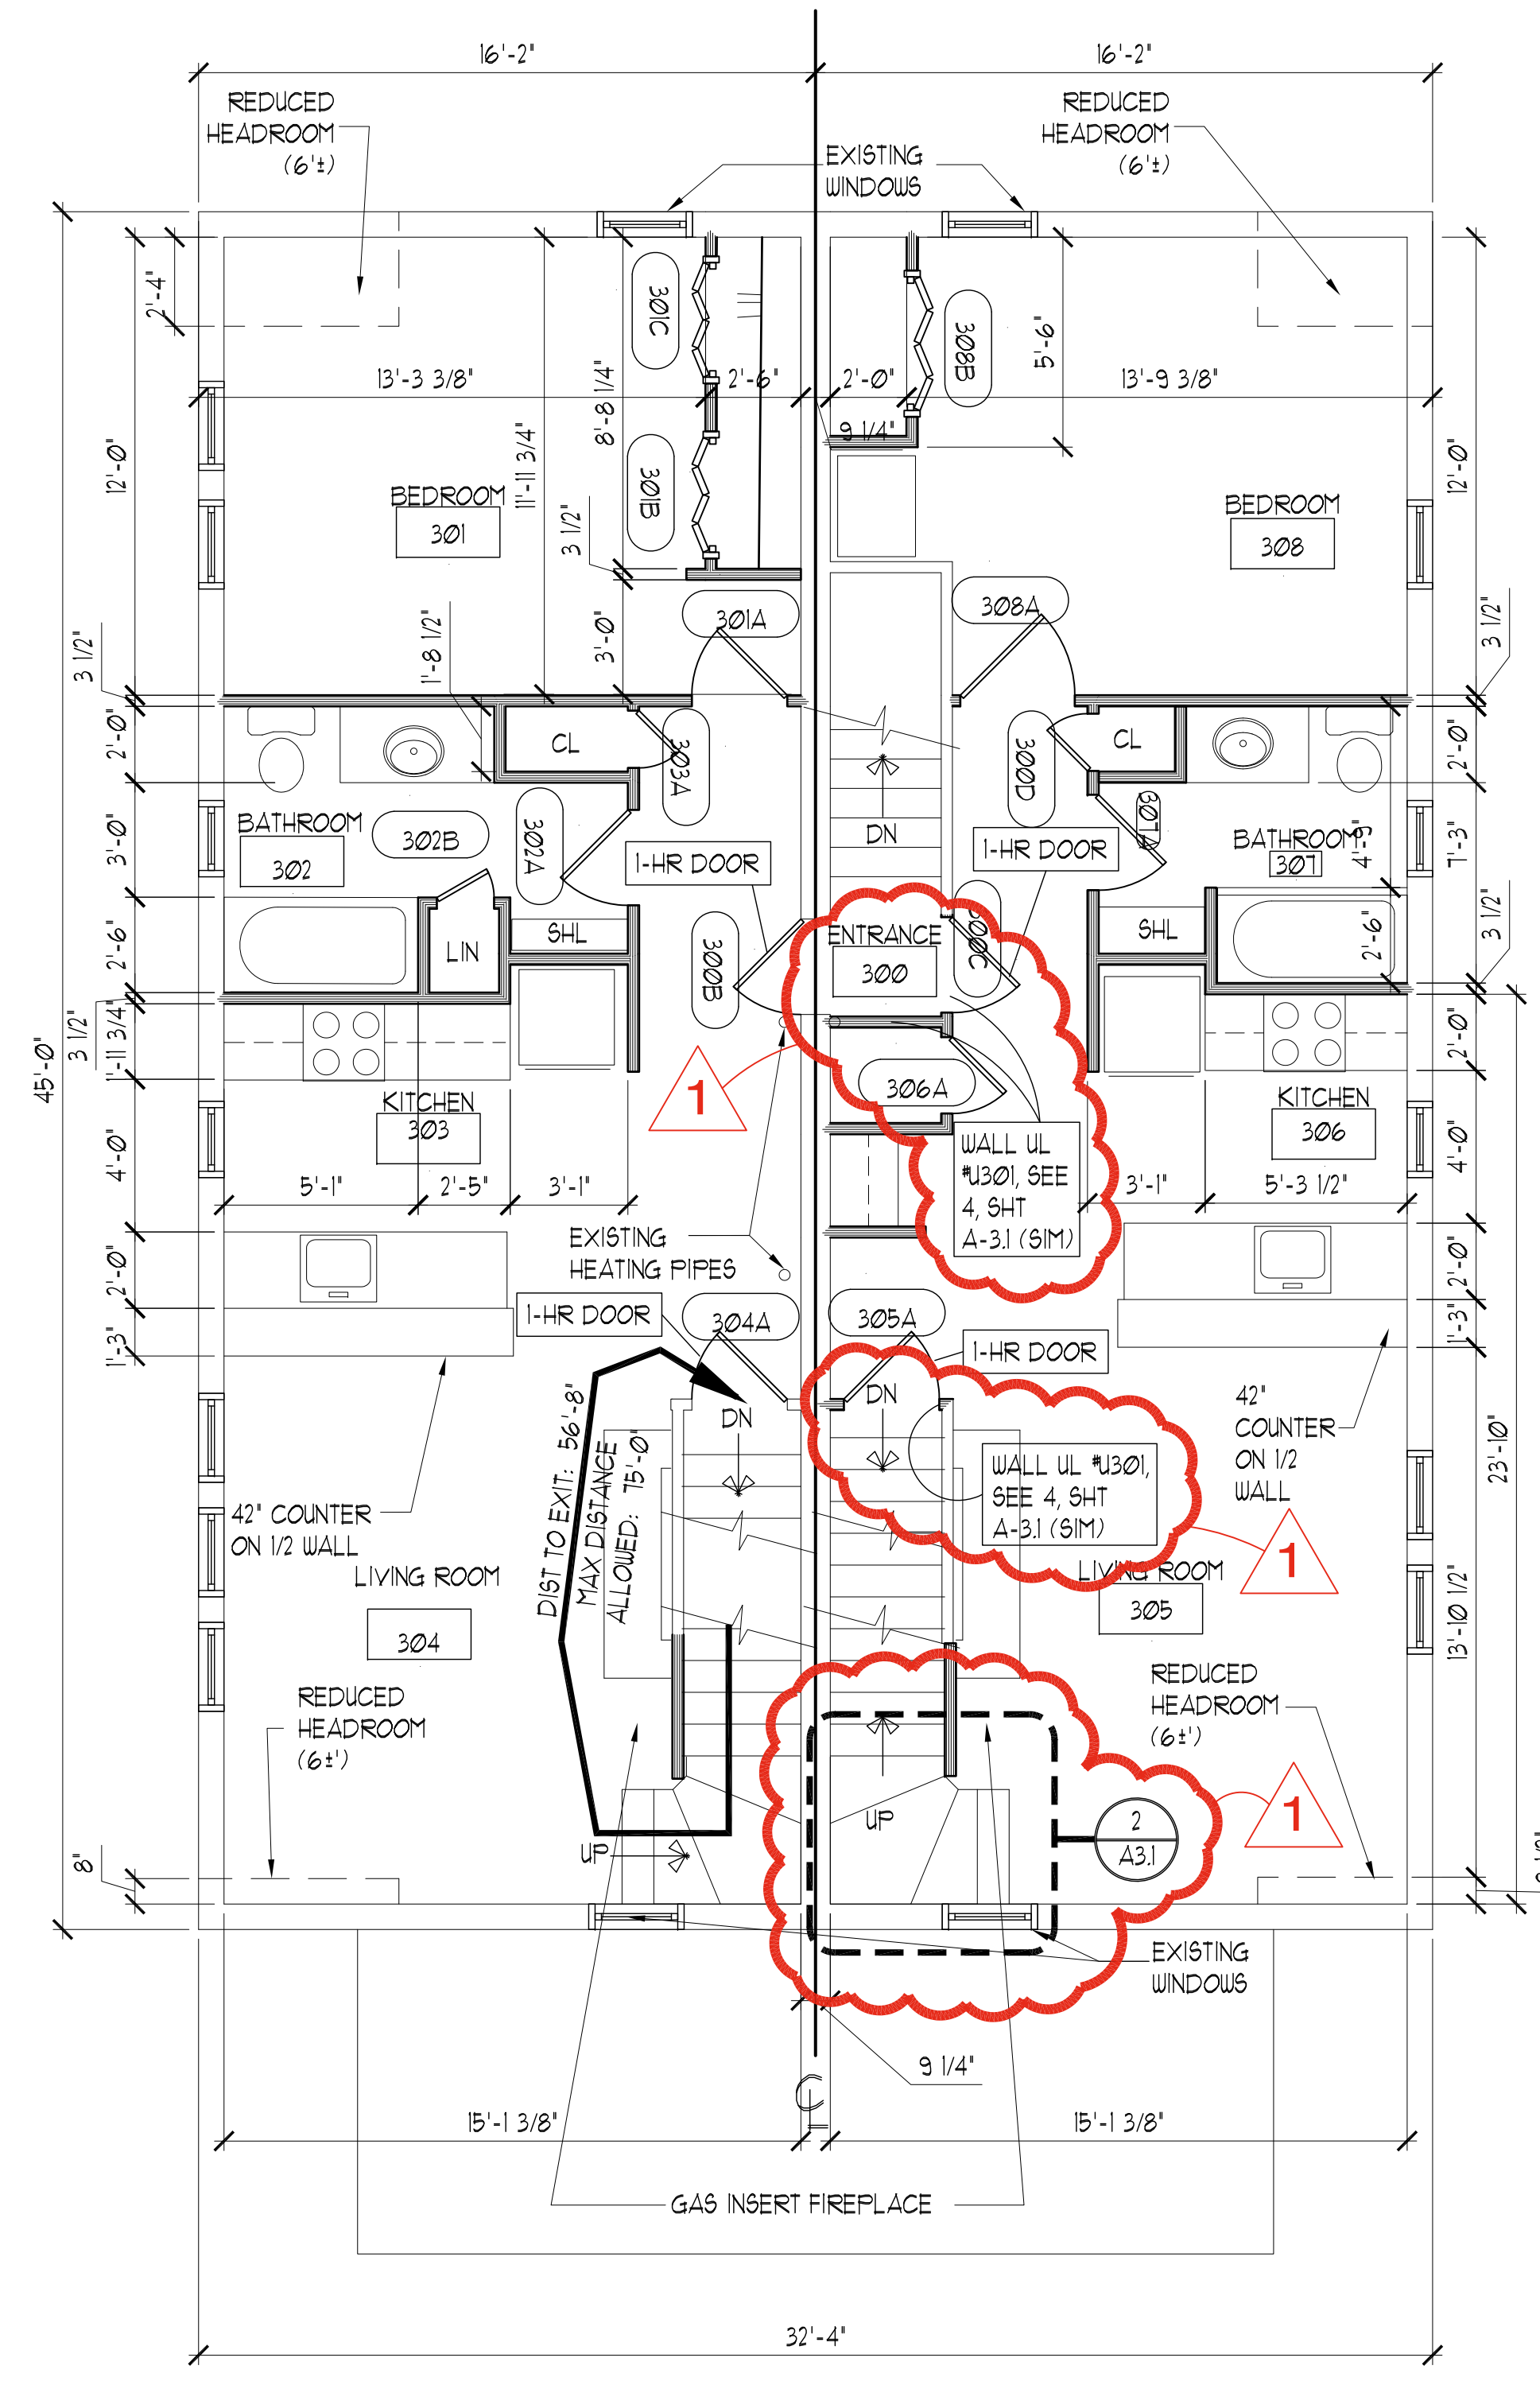 16'-2"
16'-2"
REDUCED
HEADROOM
(6'±)
REDUCED
HEADROOM
(6'±)
EXISTING
WINDOWS
2'-4"
301C
308B
5'-6"
13'-3 3/8"
2'-6"
2'-0"
13'-9 3/8"
8'-8 1/4"
9 1/4"
12'-0"
11'-11 3/4"
301B
12'-0"
BEDROOM
301
3 1/2"
BEDROOM
308
301A
308A
3'-0"
1'-8 1/2"
3 1/2"
3 1/2"
2'-0"
CL
303A
300D
CL
2'-0"
DN
BATHROOM
302
302B
302A
3'-0"
1-HR DOOR
1-HR DOOR
307A
BATHROOM
307
4'-9"
7'-3"
2'-6"
LIN
SHL
300B
ENTRANCE
300
300C
SHL
2'-6"
3 1/2"
3 1/2"
1'-11 3/4"
45'-0"
2'-0"
1
306A
KITCHEN
303
KITCHEN
306
4'-0"
4'-0"
WALL UL
#U301, SEE
4, SHT
A-3.1 (SIM)
5'-1"
2'-5"
3'-1"
3'-1"
5'-3 1/2"
EXISTING
HEATING PIPES
2'-0"
2'-0"
1-HR DOOR
304A
305A
1-HR DOOR
1'-3"
1'-3"
DN
DN
42"
COUNTER
ON 1/2
WALL
DIST TO EXIT: 56'-8"
MAX DISTANCE
ALLOWED: 75'-0"
WALL UL #U301,
SEE 4, SHT
A-3.1 (SIM)
23'-10"
42" COUNTER
ON 1/2 WALL
1
LIVING ROOM
304
LIVING ROOM
305
13'-10 1/2"
REDUCED
HEADROOM
(6±')
REDUCED
HEADROOM
(6±')
1
UP
UP
2
A3.1
8"
EXISTING
WINDOWS
9 1/4"
CL
15'-1 3/8"
15'-1 3/8"
GAS INSERT FIREPLACE
32'-4"